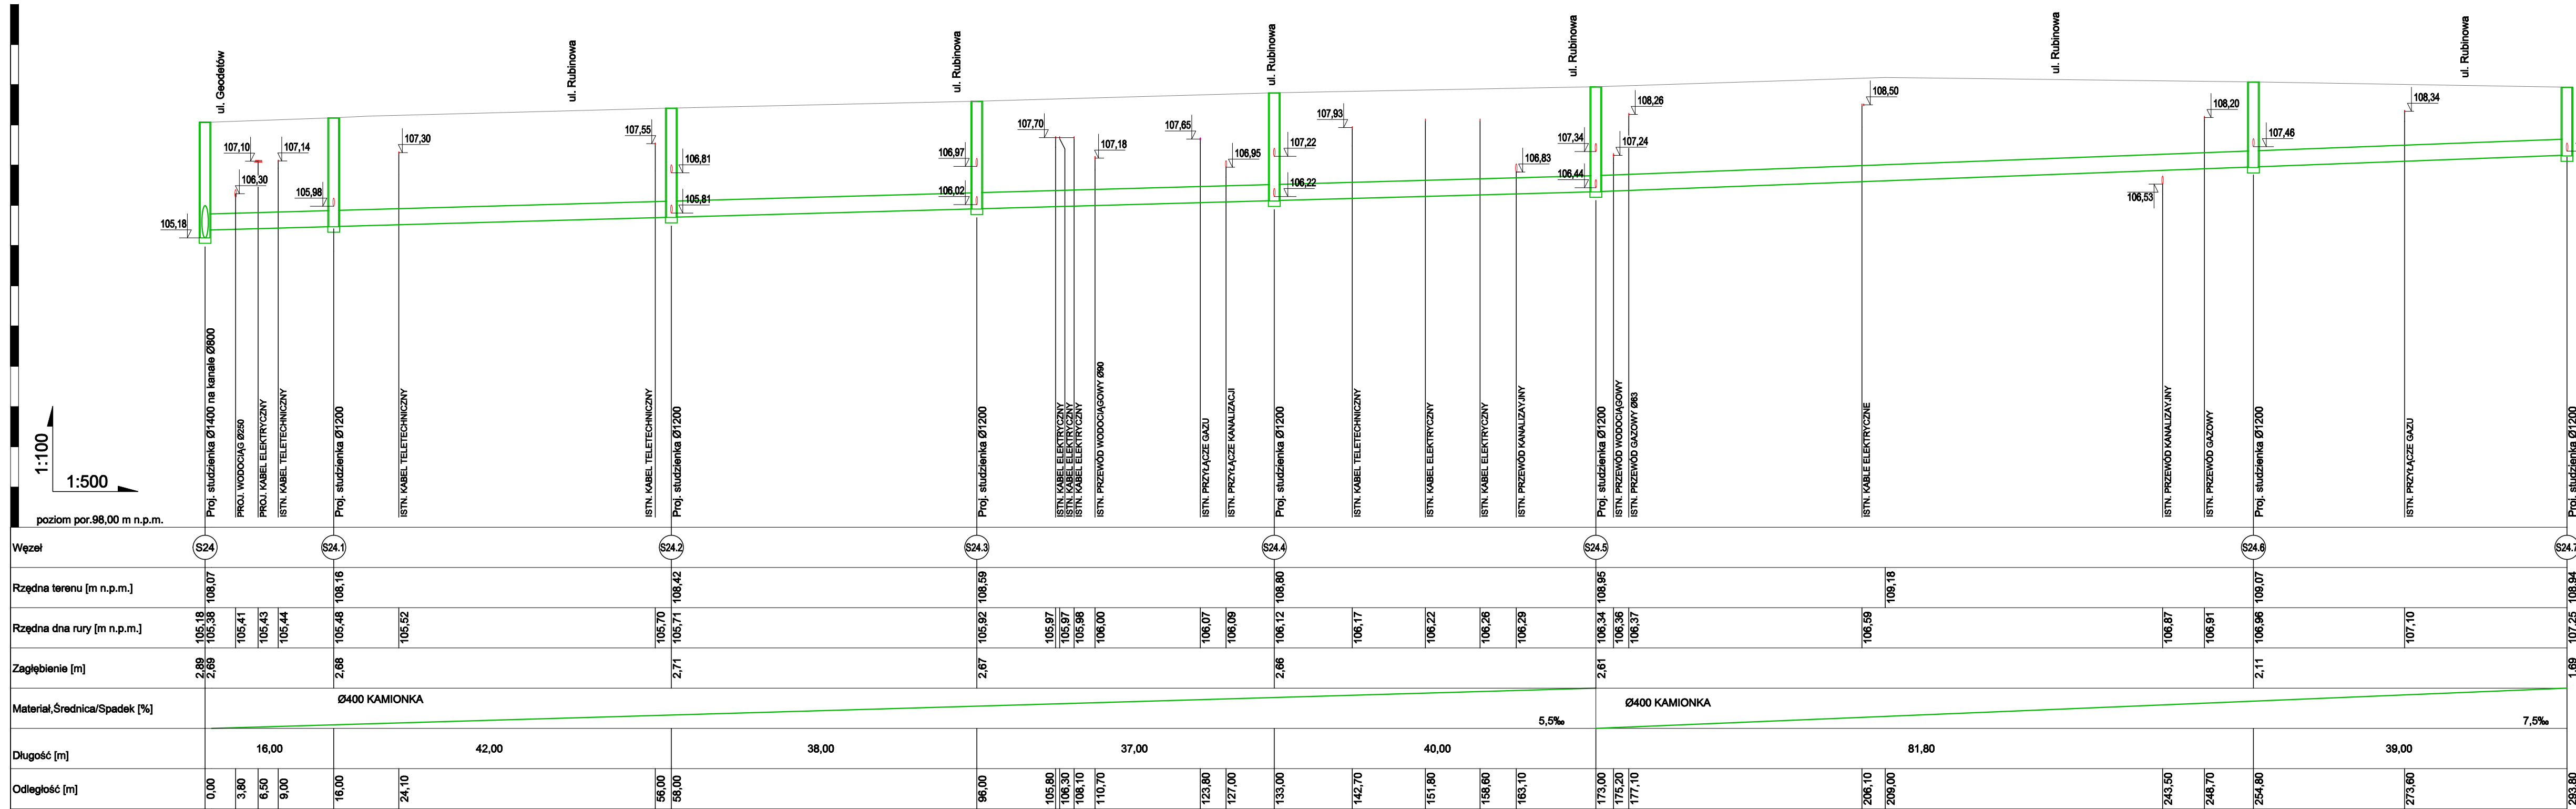 ul. Geodetów
ul. Rubinowa
ul. Rubinowa
ul. Rubinowa
ul. Rubinowa
ul. Rubinowa
ul. Rubinowa
105,18
106,30
107,10
107,14
105,98
107,30
107,55
106,81
105,81
106,97
106,02
107,70
107,18
107,65
106,95
107,22
106,22
107,93
106,83
107,34
106,44
107,24
108,26
108,50
106,53
108,20
107,46
108,34
1:100
1:500
poziom por.98,00 m n.p.m.
Proj. studzienka Ø1400 na kanale Ø800
PROJ. WODOCIĄG Ø250
PROJ. KABEL ELEKTRYCZNY
ISTN. KABEL TELETECHNICZNY
Proj. studzienka Ø1200
ISTN. KABEL TELETECHNICZNY
ISTN. KABEL TELETECHNICZNY
Proj. studzienka Ø1200
Proj. studzienka Ø1200
ISTN. KABEL ELEKTRYCZNY
ISTN. KABEL ELEKTRYCZNY
ISTN. KABEL ELEKTRYCZNY
ISTN. PRZEWÓD WODOCIĄGOWY Ø90
ISTN. PRZYŁĄCZE GAZU
ISTN. PRZYŁĄCZE KANALIZACJI
Proj. studzienka Ø1200
ISTN. KABEL TELETECHNICZNY
ISTN. KABEL ELEKTRYCZNY
ISTN. KABEL ELEKTRYCZNY
ISTN. PRZEWÓD KANALIZAYJNY
Proj. studzienka Ø1200
ISTN. PRZEWÓD WODOCIĄGOWY
ISTN. PRZEWÓD GAZOWY Ø63
ISTN. KABLE ELEKTRYCZNE
ISTN. PRZEWÓD KANALIZAYJNY
ISTN. PRZEWÓD GAZOWY
Proj. studzienka Ø1200
ISTN. PRZYŁĄCZE GAZU
Proj. studzienka Ø1200
Węzeł S24 S24.1 S24.2 S24.3 S24.4 S24.5 S24.6 S24.7
Rzędna terenu [m n.p.m.] 108,07 108,16 108,42 108,59 108,80 108,95 109,18 109,07 108,94
Rzędna dna rury [m n.p.m.] 105,18 105,38 105,41 105,43 105,44 105,48 105,52 105,70 105,71 105,92 105,97 105,97 105,98 106,00 106,07 106,09 106,12 106,17 106,22 106,26 106,29 106,34 106,36 106,37 106,59 106,87 106,91 106,96 107,10 107,25
Zagłębienie [m] 2,89 2,69 2,68 2,71 2,67 2,66 2,61 2,11 1,69
Materiał,Średnica/Spadek [%] Ø400 KAMIONKA 5,5‰ Ø400 KAMIONKA 7,5‰
Długość [m] 16,00 42,00 38,00 37,00 40,00 81,80 39,00
Odległość [m] 0,00 3,80 6,50 9,00 16,00 24,10 56,00 58,00 96,00 105,80 106,30 108,10 110,70 123,80 127,00 133,00 142,70 151,80 158,60 163,10 173,00 175,20 177,10 206,10 209,00 243,50 248,70 254,80 273,60 293,80